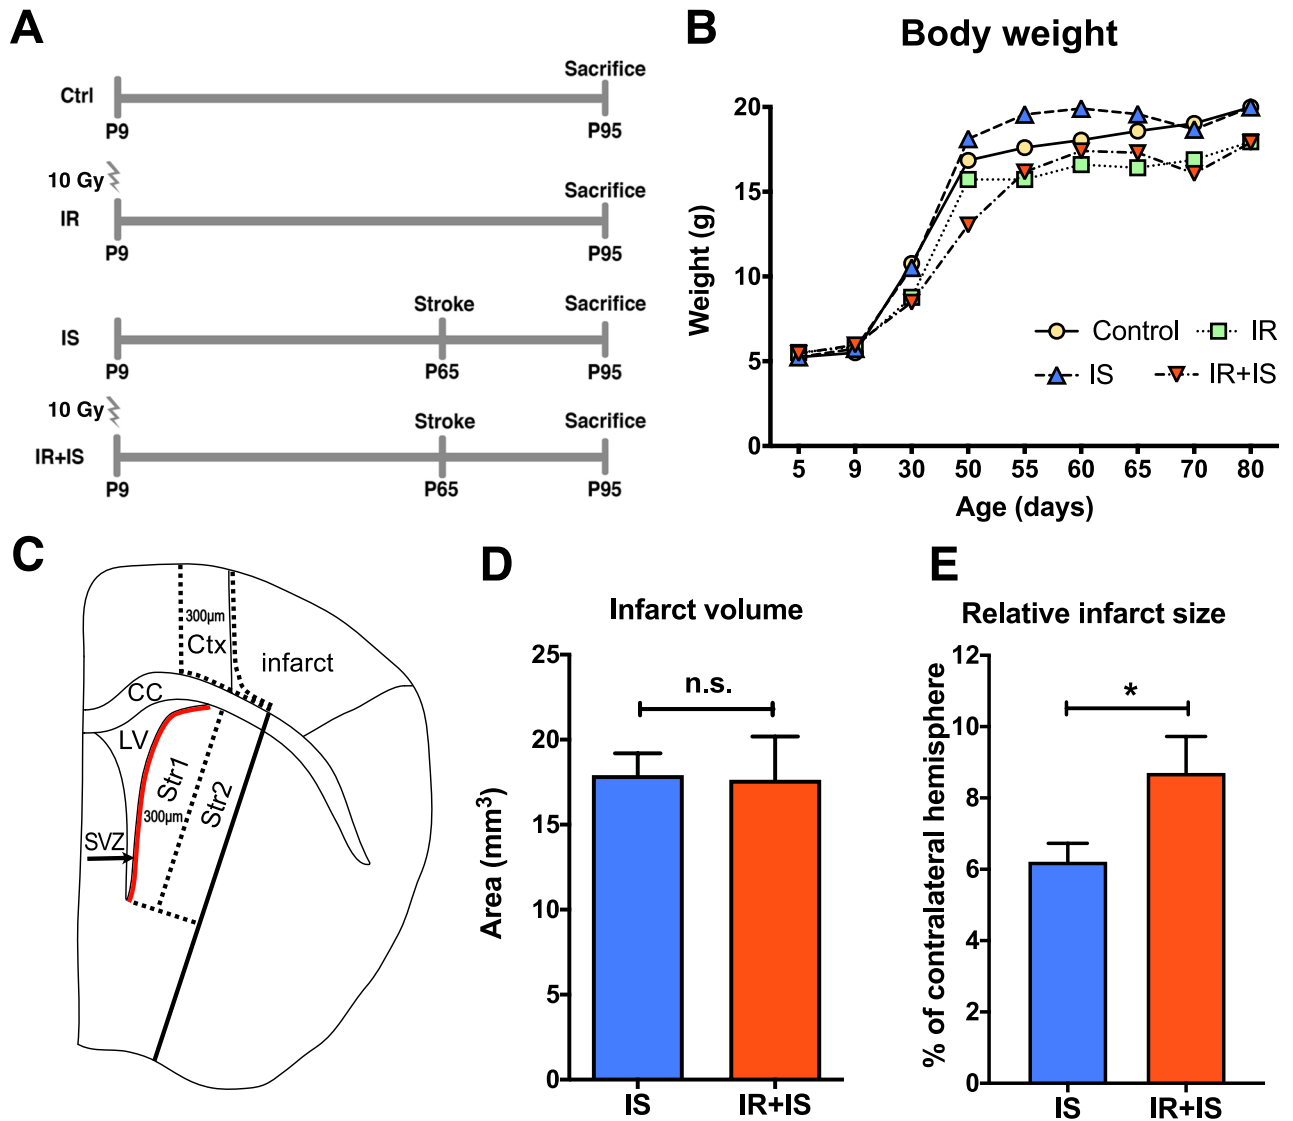 A
Sacrifice
Ctrl
P9 P95
10 Gy
Sacrifice
IR
P9 P95
Stroke Sacrifice
IS
P9 P65 P95
10 Gy
Stroke Sacrifice
IR+IS
P9 P65 P95
B
Body weight
Weight (g)
20
15
10
5
0
Control IR
IS IR+IS
5 9 30 50 55 60 65 70 80
Age (days)
C
300µm
Ctx
infarct
CC
LV
Str1
Str2
300µm
SVZ
D
Infarct volume
Area (mm³)
25
20
15
10
5
0
n.s.
IS IR+IS
E
Relative infarct size
% of contralateral hemisphere
12
10
8
6
4
2
0
*
IS IR+IS